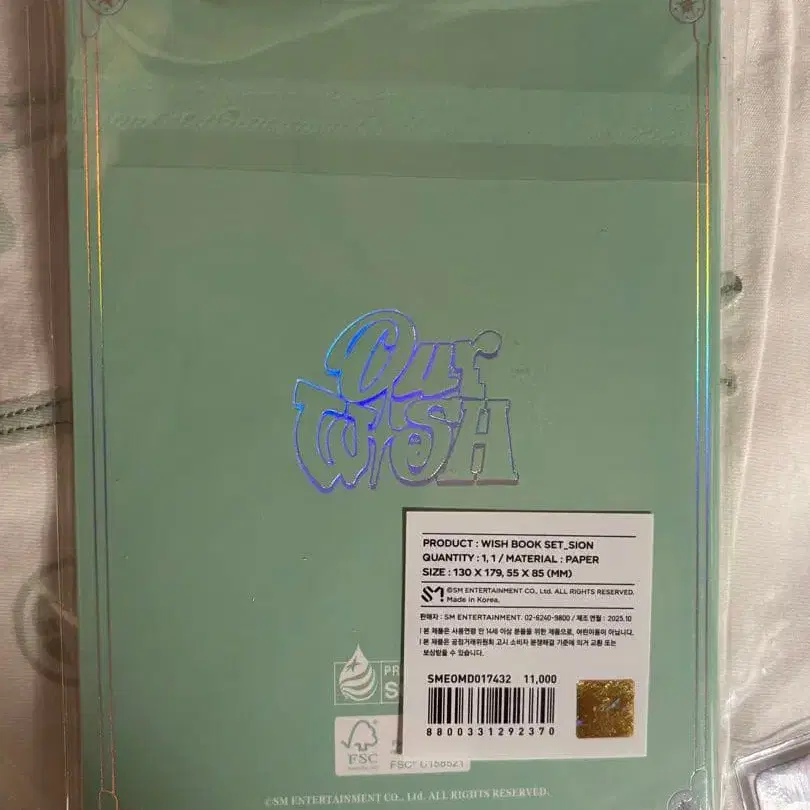 Our
WISH
PRODUCT : WISH BOOK SET_SION
QUANTITY : 1, 1 / MATERIAL : PAPER
SIZE : 130 X 179, 55 X 85 (MM)
SM ©SM ENTERTAINMENT CO., Ltd. ALL RIGHTS RESERVED.
Made in Korea.
판매자 : SM ENTERTAINMENT. 02-6240-9800 / 제조 연월 : 2025.10
본 제품은 사용연령 만 14세 이상 분들을 위한 제품으로, 어린이용이 아닙니다.
본 제품은 공정거래위원회 고시 소비자 분쟁해결 기준에 의거 교환 또는
보상받을 수 있습니다.
SMEOMD017432 11,000
8800331292370
PR
S
FSC
FSC® C158521
©SM ENTERTAINMENT CO., Ltd. ALL RIGHTS RESERVED.